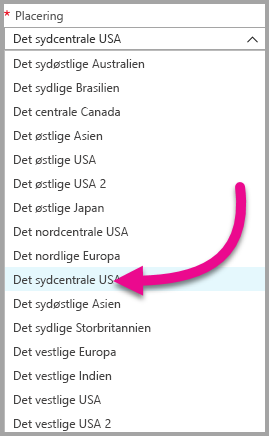 * Placering
Det sydcentrale USA
Det sydøstlige Australien
Det sydlige Brasilien
Det centrale Canada
Det østlige Asien
Det østlige USA
Det østlige USA 2
Det østlige Japan
Det nordcentrale USA
Det nordlige Europa
Det sydcentrale USA
Det sydøstlige Asien
Det sydlige Storbritannien
Det vestlige Europa
Det vestlige Indien
Det vestlige USA
Det vestlige USA 2